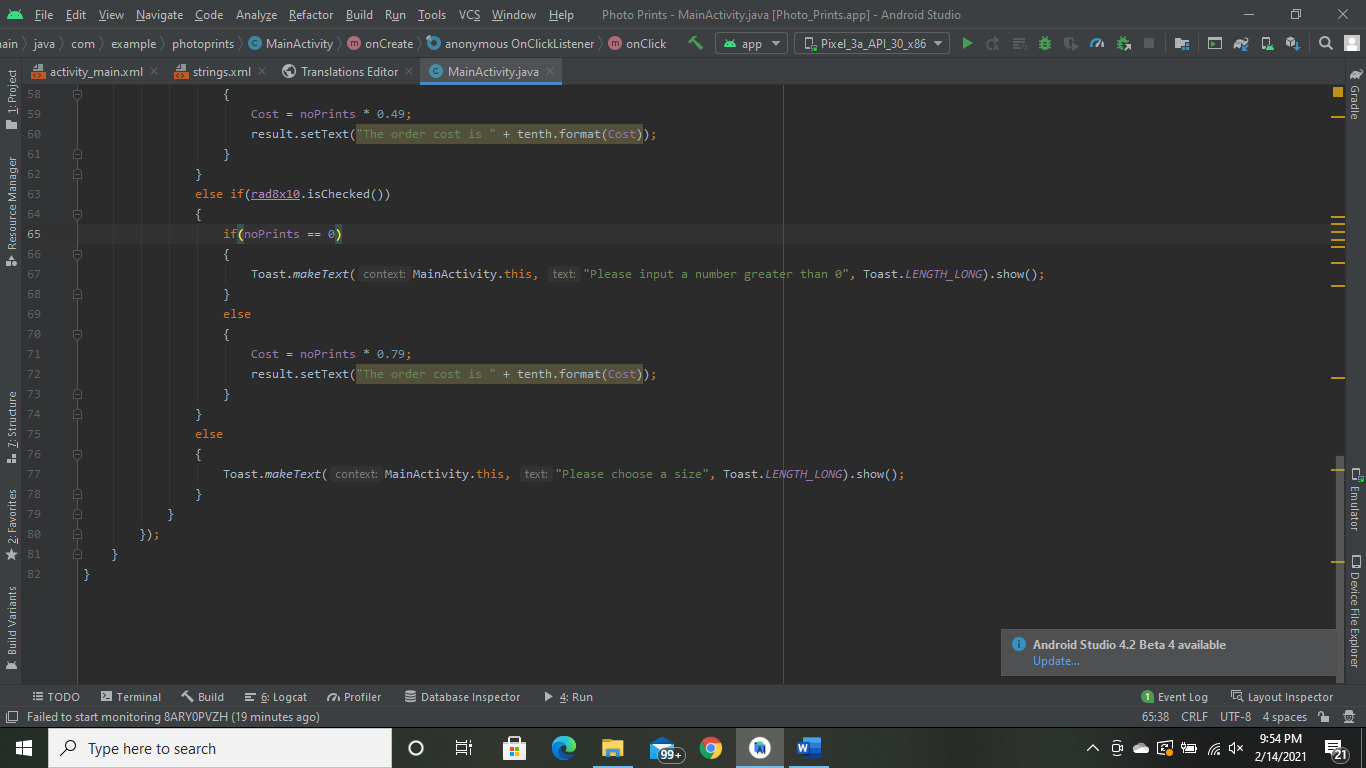 File Edit View Navigate Code Analyze Refactor Build Run Tools VCS Window Help Photo Prints - MainActivity.java [Photo_Prints.app] - Android Studio
ain java com example photoprints MainActivity onCreate anonymous OnClickListener onClick app Pixel_3a_API_30_x86
activity_main.xml strings.xml Translations Editor MainActivity.java
1: Project
Resource Manager
7: Structure
2: Favorites
Build Variants
58 {
59 Cost = noPrints * 0.49;
60 result.setText("The order cost is " + tenth.format(Cost));
61 }
62 }
63 else if(rad8x10.isChecked())
64 {
65 if(noPrints == 0)
66 {
67 Toast.makeText( context: MainActivity.this, text: "Please input a number greater than 0", Toast.LENGTH_LONG).show();
68 }
69 else
70 {
71 Cost = noPrints * 0.79;
72 result.setText("The order cost is " + tenth.format(Cost));
73 }
74 }
75 else
76 {
77 Toast.makeText( context: MainActivity.this, text: "Please choose a size", Toast.LENGTH_LONG).show();
78 }
79 }
80 });
81 }
82 }
Gradle
Emulator
Device File Explorer
Android Studio 4.2 Beta 4 available
Update...
TODO Terminal Build 6: Logcat Profiler Database Inspector 4: Run 1 Event Log Layout Inspector
Failed to start monitoring 8ARY0PVZH (19 minutes ago) 65:38 CRLF UTF-8 4 spaces
Type here to search 99+ W 9:54 PM
2/14/2021 21